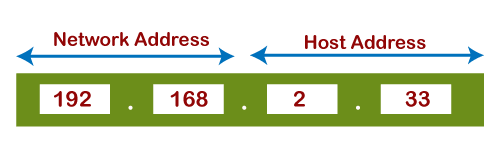 Network Address Host Address
192 . 168 . 2 . 33